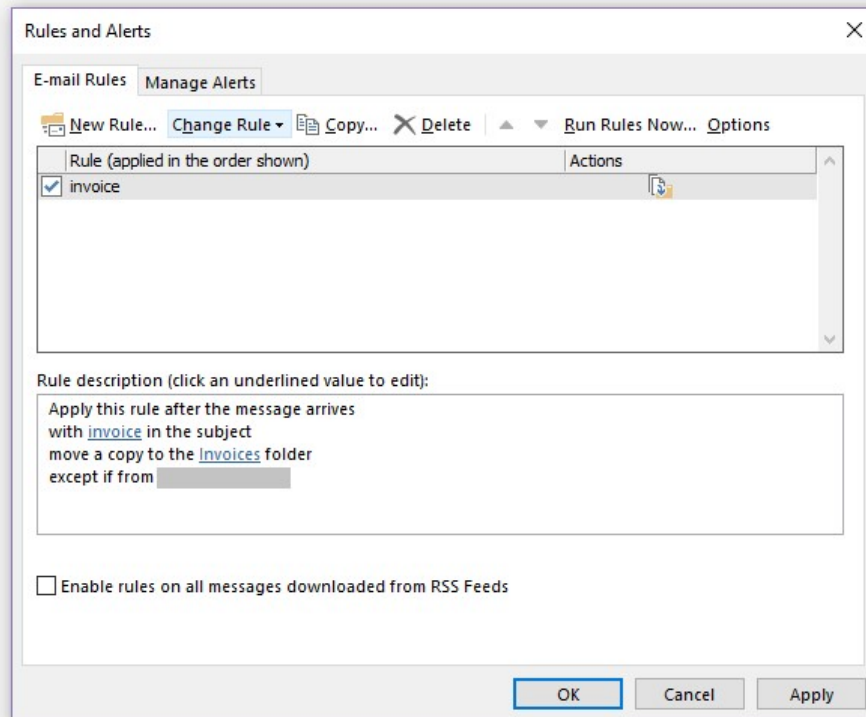 Rules and Alerts
E-mail Rules Manage Alerts
New Rule... Change Rule Copy... Delete Run Rules Now... Options
Rule (applied in the order shown) Actions
invoice
Rule description (click an underlined value to edit):
Apply this rule after the message arrives
with invoice in the subject
move a copy to the Invoices folder
except if from
Enable rules on all messages downloaded from RSS Feeds
OK Cancel Apply